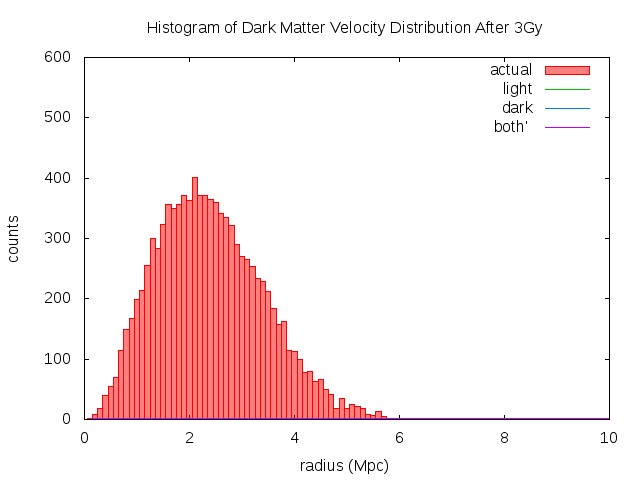 Histogram of Dark Matter Velocity Distribution After 3Gy
600
500
400
300
200
100
0
counts
actual
light
dark
both'
0 2 4 6 8 10
radius (Mpc)